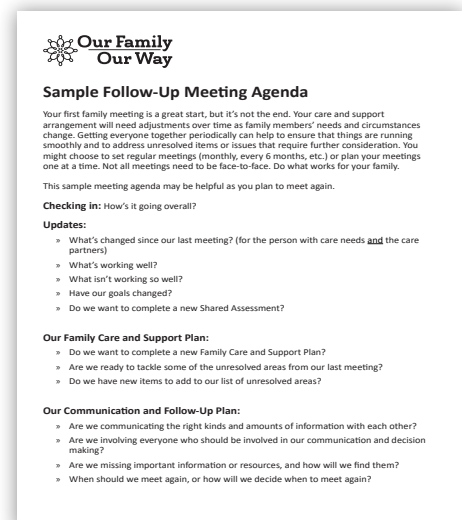 Our Family
Our Way
Sample Follow-Up Meeting Agenda
Your first family meeting is a great start, but it's not the end. Your care and support
arrangement will need adjustments over time as family members' needs and circumstances
change. Getting everyone together periodically can help to ensure that things are running
smoothly and to address unresolved items or issues that require further consideration. You
might choose to set regular meetings (monthly, every 6 months, etc.) or plan your meetings
one at a time. Not all meetings need to be face-to-face. Do what works for your family.
This sample meeting agenda may be helpful as you plan to meet again.
Checking in: How's it going overall?
Updates:
» What's changed since our last meeting? (for the person with care needs and the care
partners)
» What's working well?
» What isn't working so well?
» Have our goals changed?
» Do we want to complete a new Shared Assessment?
Our Family Care and Support Plan:
» Do we want to complete a new Family Care and Support Plan?
» Are we ready to tackle some of the unresolved areas from our last meeting?
» Do we have new items to add to our list of unresolved areas?
Our Communication and Follow-Up Plan:
» Are we communicating the right kinds and amounts of information with each other?
» Are we involving everyone who should be involved in our communication and decision
making?
» Are we missing important information or resources, and how will we find them?
» When should we meet again, or how will we decide when to meet again?